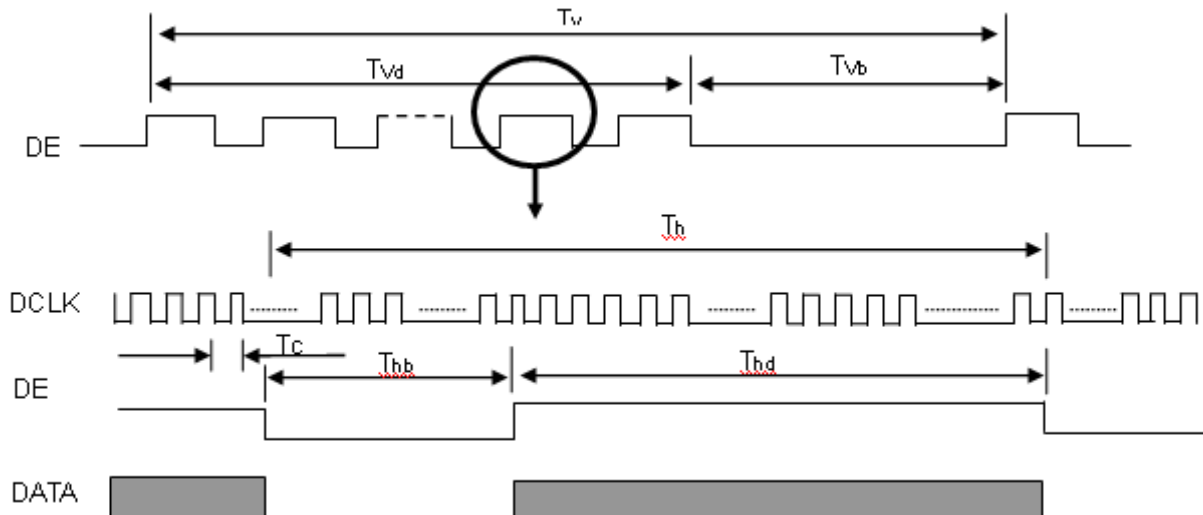 Tv
Tvd
Tvb
DE
Th
DCLK
Tc
Thb
Thd
DE
DATA